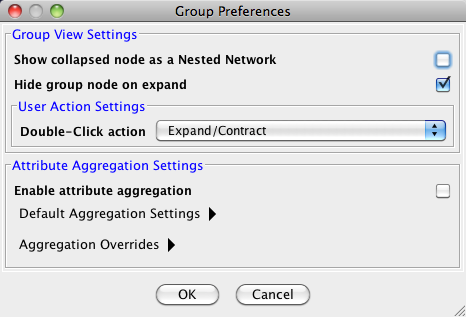 Group Preferences
Group View Settings
Show collapsed node as a Nested Network
Hide group node on expand
User Action Settings
Double-Click action Expand/Contract
Attribute Aggregation Settings
Enable attribute aggregation
Default Aggregation Settings
Aggregation Overrides
OK Cancel